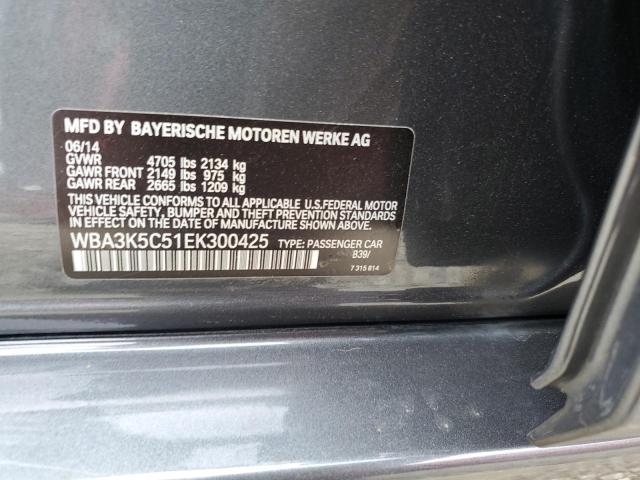 MFD BY BAYERISCHE MOTOREN WERKE AG
06/14
GVWR 4705 lbs 2134 kg
GAWR FRONT 2149 lbs 975 kg
GAWR REAR 2665 lbs 1209 kg
THIS VEHICLE CONFORMS TO ALL APPLICABLE U.S.FEDERAL MOTOR
VEHICLE SAFETY, BUMPER AND THEFT PREVENTION STANDARDS
IN EFFECT ON THE DATE OF MANUFACTURE SHOWN ABOVE.
WBA3K5C51EK300425 TYPE: PASSENGER CAR
B39/
7 315 814